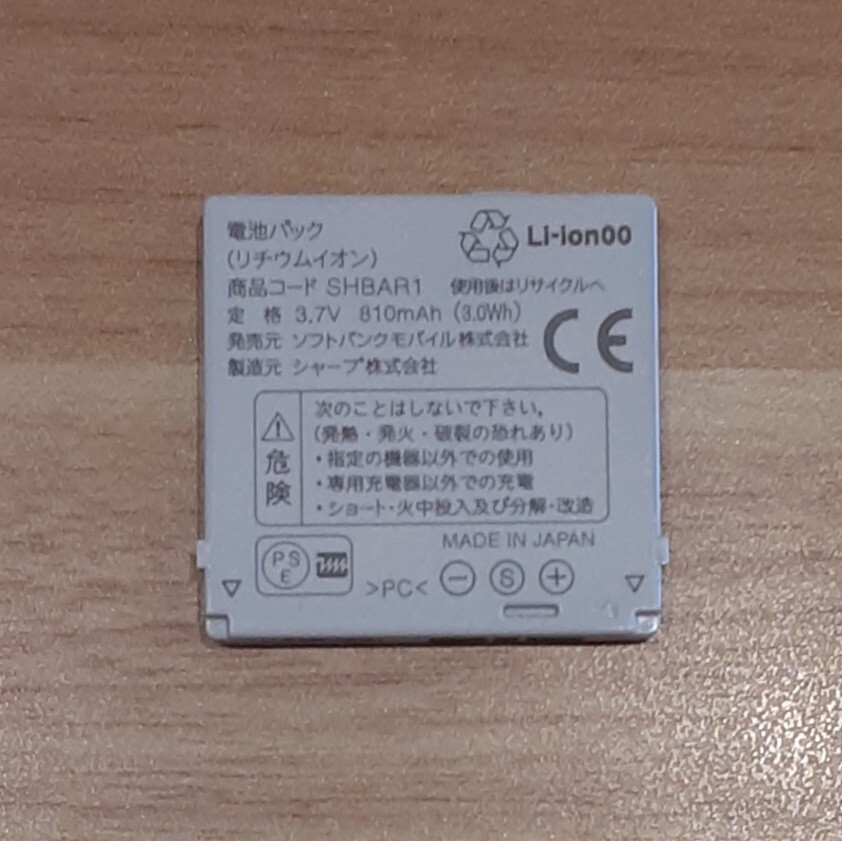 電池パック
(リチウムイオン)
Li-ion00
商品コード SHBAR1 使用後はリサイクルへ
定 格 3.7V 810mAh (3.0Wh)
発売元 ソフトバンクモバイル株式会社
製造元 シャープ株式会社
CE
危険
次のことはしないで下さい。
(発熱・発火・破裂の恐れあり)
・指定の機器以外での使用
・専用充電器以外での充電
・ショート・火中投入及び分解・改造
MADE IN JAPAN
PSE
>PC< - S +